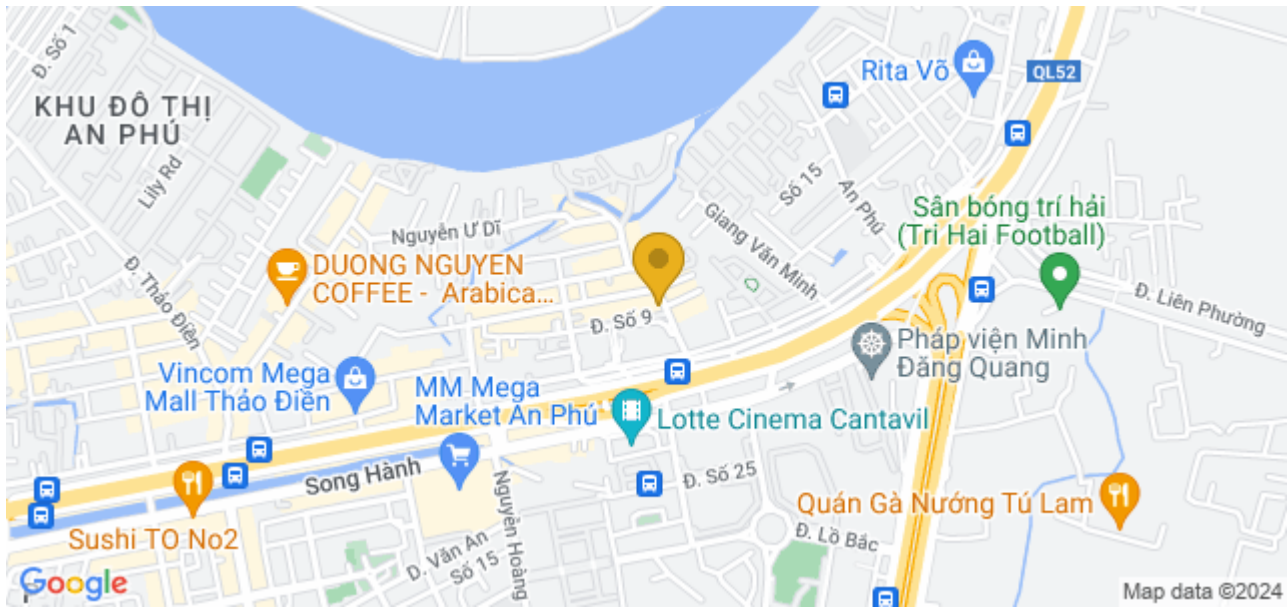 Đ. Số 1
KHU ĐÔ THỊ
AN PHÚ
Lily Rd
Rita Võ
QL52
Số 15
An Phú
Sân bóng trí hải
(Tri Hai Football)
Nguyễn Ư Dĩ
Giang Văn Minh
Đ. Thảo Điền
DUONG NGUYEN
COFFEE - Arabica...
Đ. Liên Phường
Đ. Số 9
Pháp viện Minh
Đăng Quang
Vincom Mega
Mall Thảo Điền
MM Mega
Market An Phú
Lotte Cinema Cantavil
Song Hành
Đ. Số 25
Nguyễn Hoàng
Quán Gà Nướng Tú Lam
Sushi TO No2
Đ. Lồ Bắc
Đ. Văn An
Số 15
Google
Map data ©2024